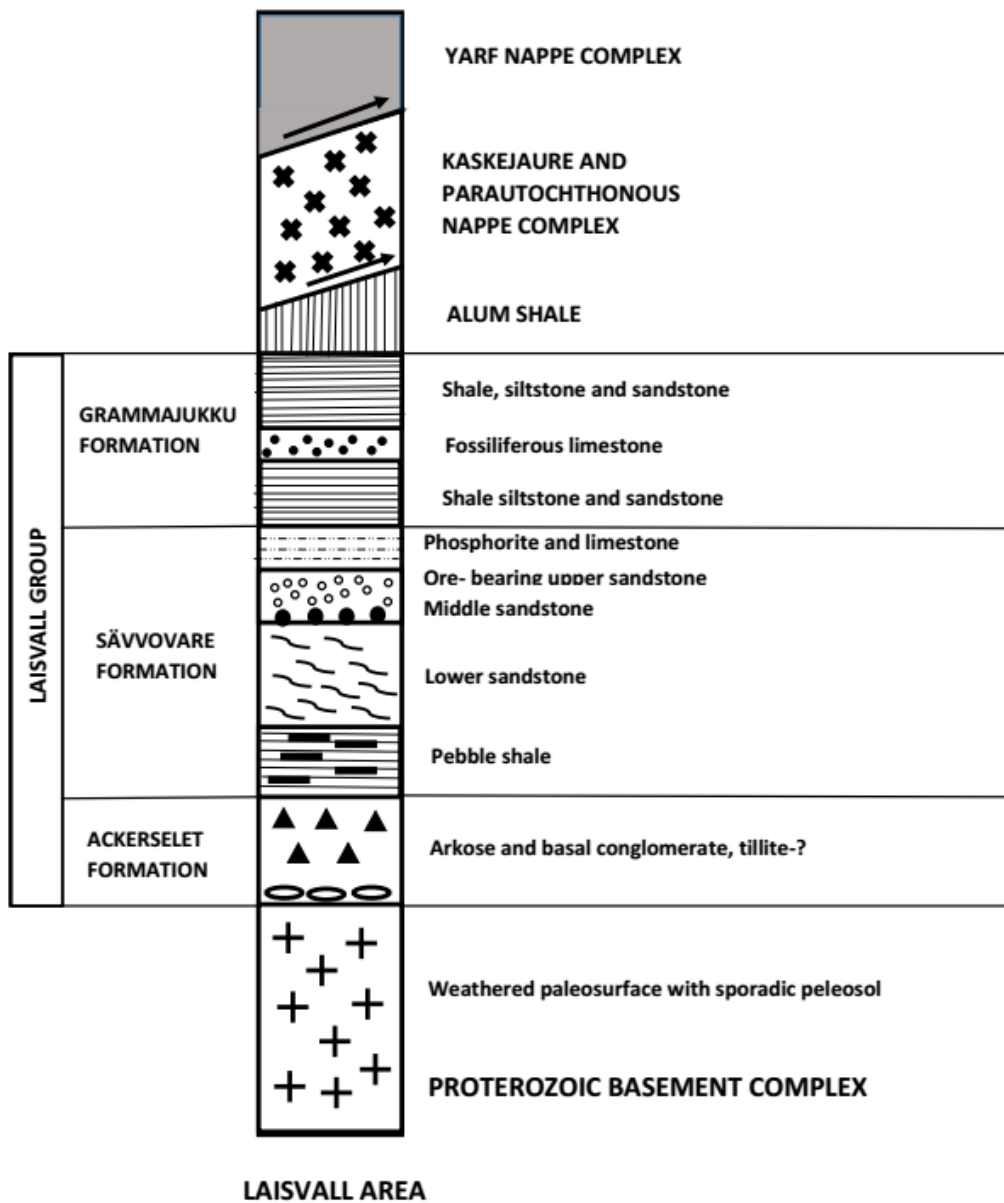 YARF NAPPE COMPLEX
KASKEJAURE AND
PARAUTOCHTHONOUS
NAPPE COMPLEX
ALUM SHALE
LAISVALL GROUP
GRAMMAJUKKU
FORMATION
Shale, siltstone and sandstone
Fossiliferous limestone
Shale siltstone and sandstone
SÄVVOVARE
FORMATION
Phosphorite and limestone
Ore- bearing upper sandstone
Middle sandstone
Lower sandstone
Pebble shale
ACKERSELET
FORMATION
Arkose and basal conglomerate, tillite-?
Weathered paleosurface with sporadic peleosol
PROTEROZOIC BASEMENT COMPLEX
LAISVALL AREA